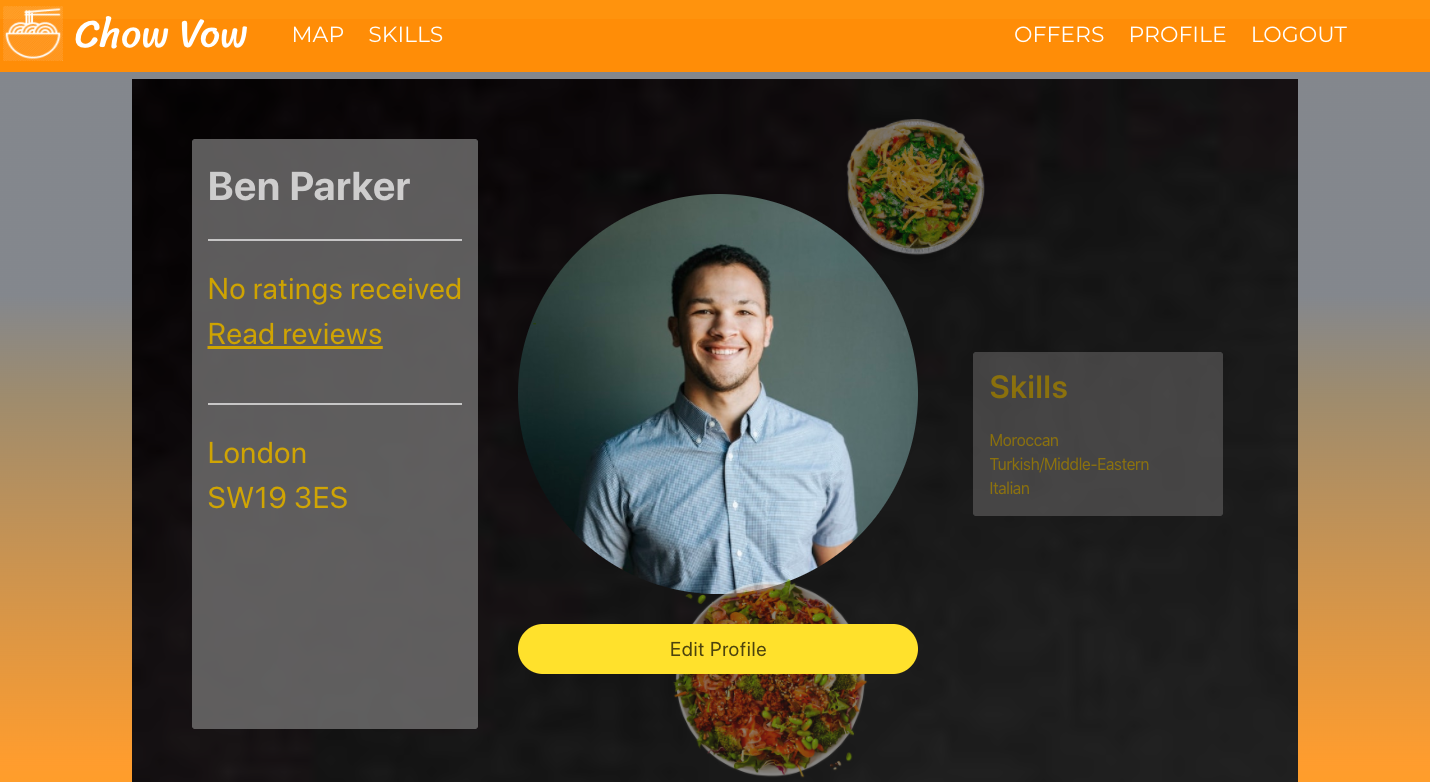 Chow Vow
MAP SKILLS
OFFERS PROFILE LOGOUT
Ben Parker
No ratings received
Read reviews
London
SW19 3ES
Edit Profile
Skills
Moroccan
Turkish/Middle-Eastern
Italian